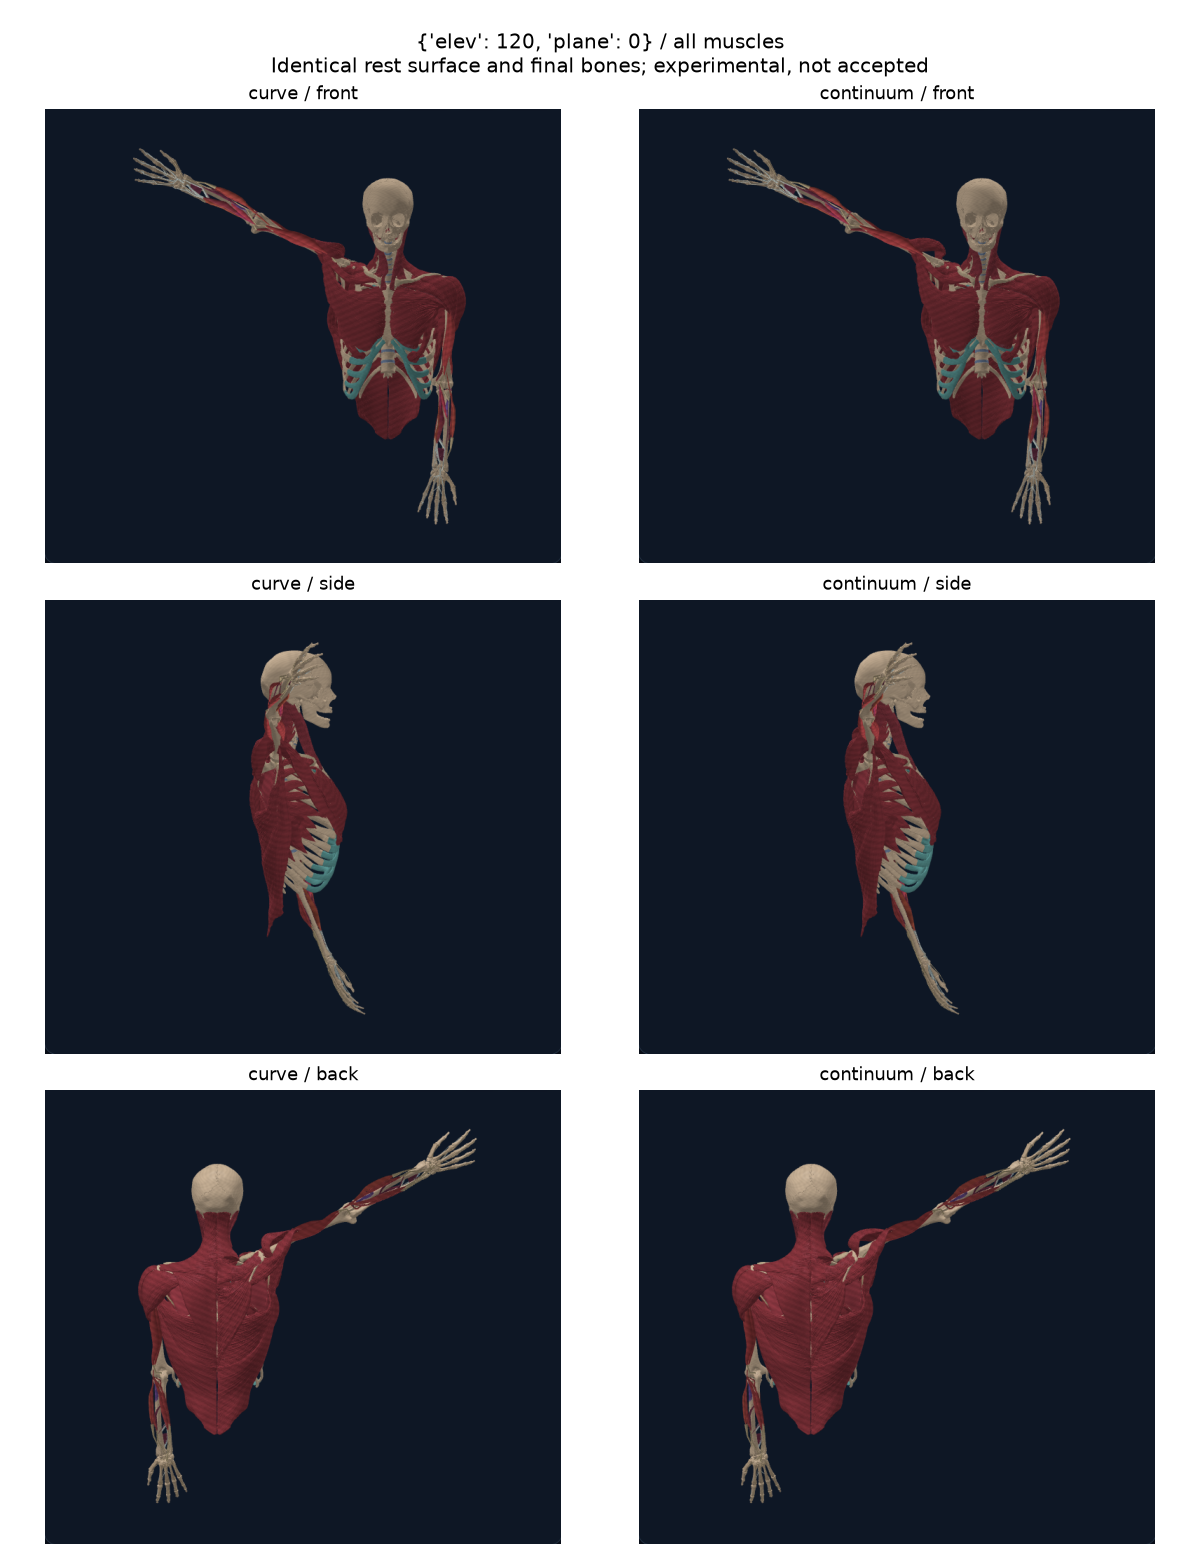 {'elev': 120, 'plane': 0} / all muscles
Identical rest surface and final bones; experimental, not accepted
curve / front
continuum / front
curve / side
continuum / side
curve / back
continuum / back